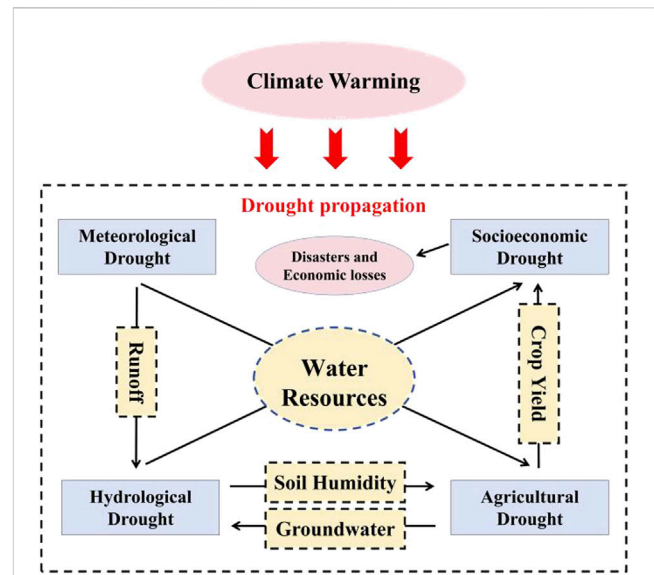 Climate Warming
Drought propagation
Meteorological
Drought
Disasters and
Economic losses
Socioeconomic
Drought
Runoff
Water
Resources
Crop Yield
Hydrological
Drought
Soil Humidity
Groundwater
Agricultural
Drought